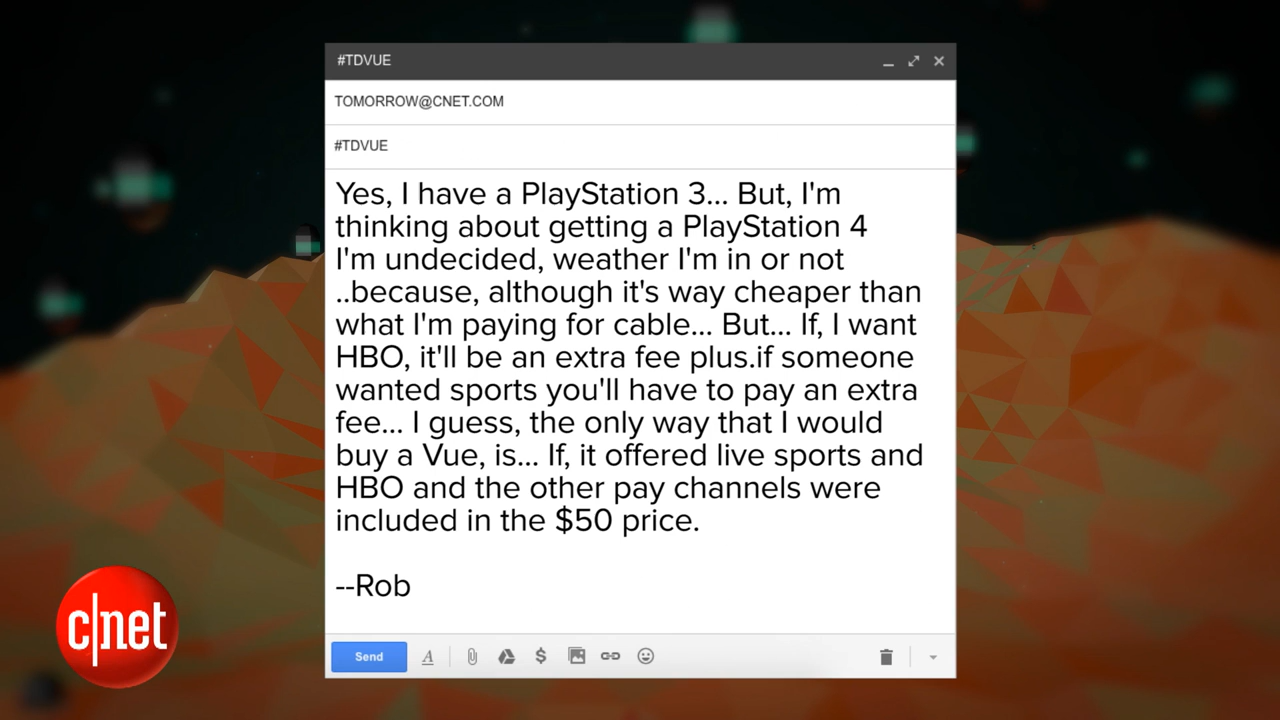 #TDVUE
TOMORROW@CNET.COM
#TDVUE
Yes, I have a PlayStation 3... But, I'm
thinking about getting a PlayStation 4
I'm undecided, weather I'm in or not
..because, although it's way cheaper than
what I'm paying for cable... But... If, I want
HBO, it'll be an extra fee plus.if someone
wanted sports you'll have to pay an extra
fee... I guess, the only way that I would
buy a Vue, is... If, it offered live sports and
HBO and the other pay channels were
included in the $50 price.
--Rob
c|net
Send A $